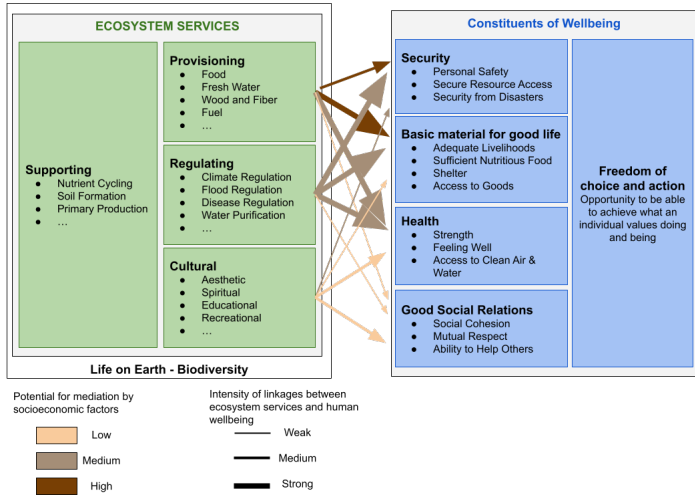 ECOSYSTEM SERVICES
Supporting
● Nutrient Cycling
● Soil Formation
● Primary Production
● …
Provisioning
● Food
● Fresh Water
● Wood and Fiber
● Fuel
● …
Regulating
● Climate Regulation
● Flood Regulation
● Disease Regulation
● Water Purification
● …
Cultural
● Aesthetic
● Spiritual
● Educational
● Recreational
● …
Life on Earth - Biodiversity
Constituents of Wellbeing
Security
● Personal Safety
● Secure Resource Access
● Security from Disasters
Basic material for good life
● Adequate Livelihoods
● Sufficient Nutritious Food
● Shelter
● Access to Goods
Health
● Strength
● Feeling Well
● Access to Clean Air &
Water
Good Social Relations
● Social Cohesion
● Mutual Respect
● Ability to Help Others
Freedom of
choice and action
Opportunity to be able
to achieve what an
individual values doing
and being
Potential for mediation by
socioeconomic factors
Low
Medium
High
Intensity of linkages between
ecosystem services and human
wellbeing
Weak
Medium
Strong